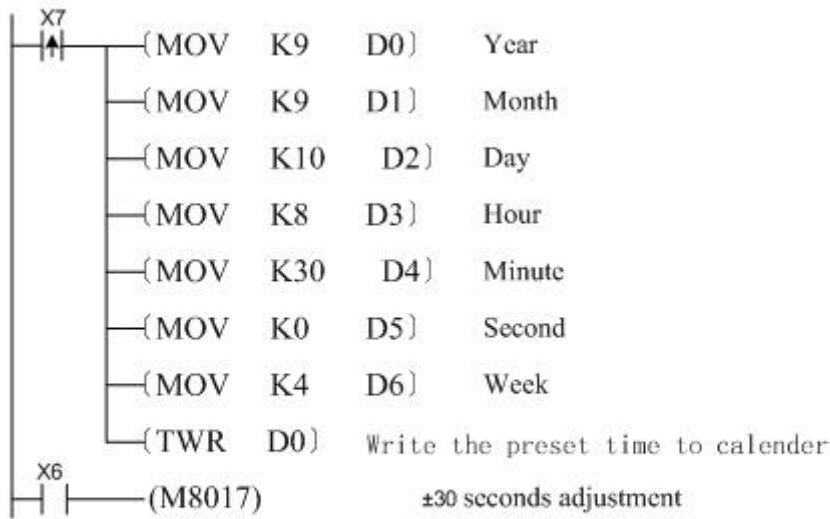 X7
(MOV K9 D0) Year
(MOV K9 D1) Month
(MOV K10 D2) Day
(MOV K8 D3) Hour
(MOV K30 D4) Minute
(MOV K0 D5) Second
(MOV K4 D6) Week
(TWR D0) Write the preset time to calender
X6
(M8017) ±30 seconds adjustment